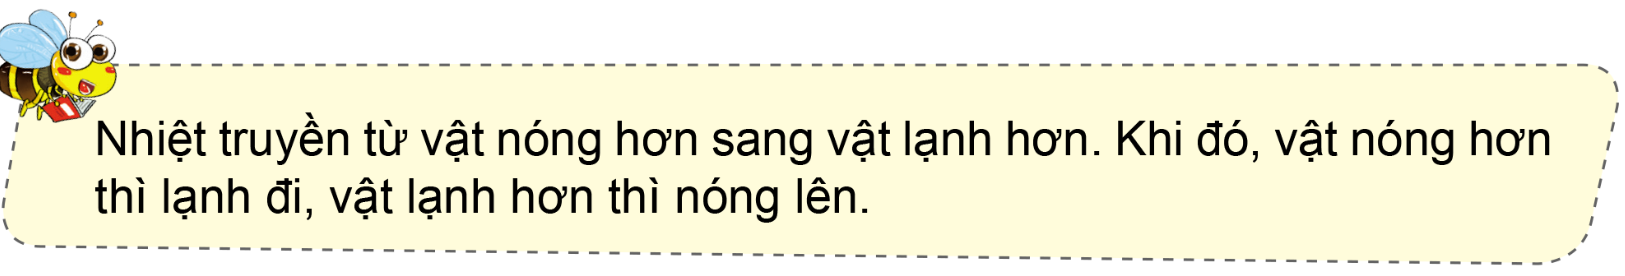 Nhiệt truyền từ vật nóng hơn sang vật lạnh hơn. Khi đó, vật nóng hơn
thì lạnh đi, vật lạnh hơn thì nóng lên.